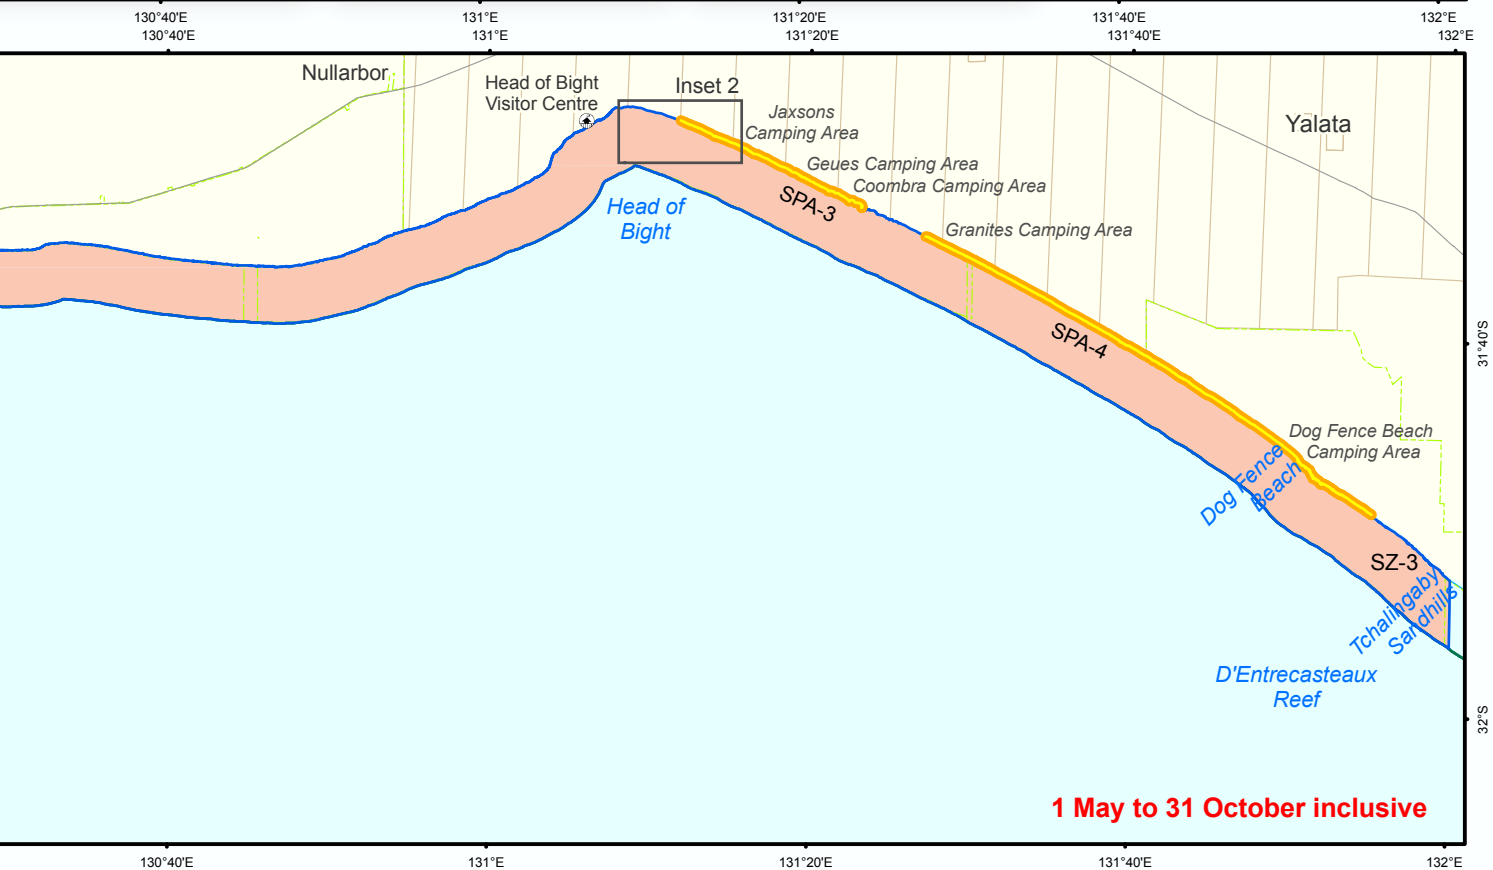 130°40'E 131°E 131°20'E 131°40'E 132°E
130°40'E 131°E 131°20'E 131°40'E 132°E
Nullarbor
Head of Bight
Visitor Centre
Inset 2
Jaxsons
Camping Area
Yalata
Geues Camping Area
Coombra Camping Area
SPA-3
Head of
Bight
Granites Camping Area
SPA-4
31°40'S
Dog Fence Beach
Camping Area
Dog Fence
Beach
SZ-3
Tchalingaby
Sandhills
D'Entrecasteaux
Reef
32°S
1 May to 31 October inclusive
130°40'E 131°E 131°20'E 131°40'E 132°E